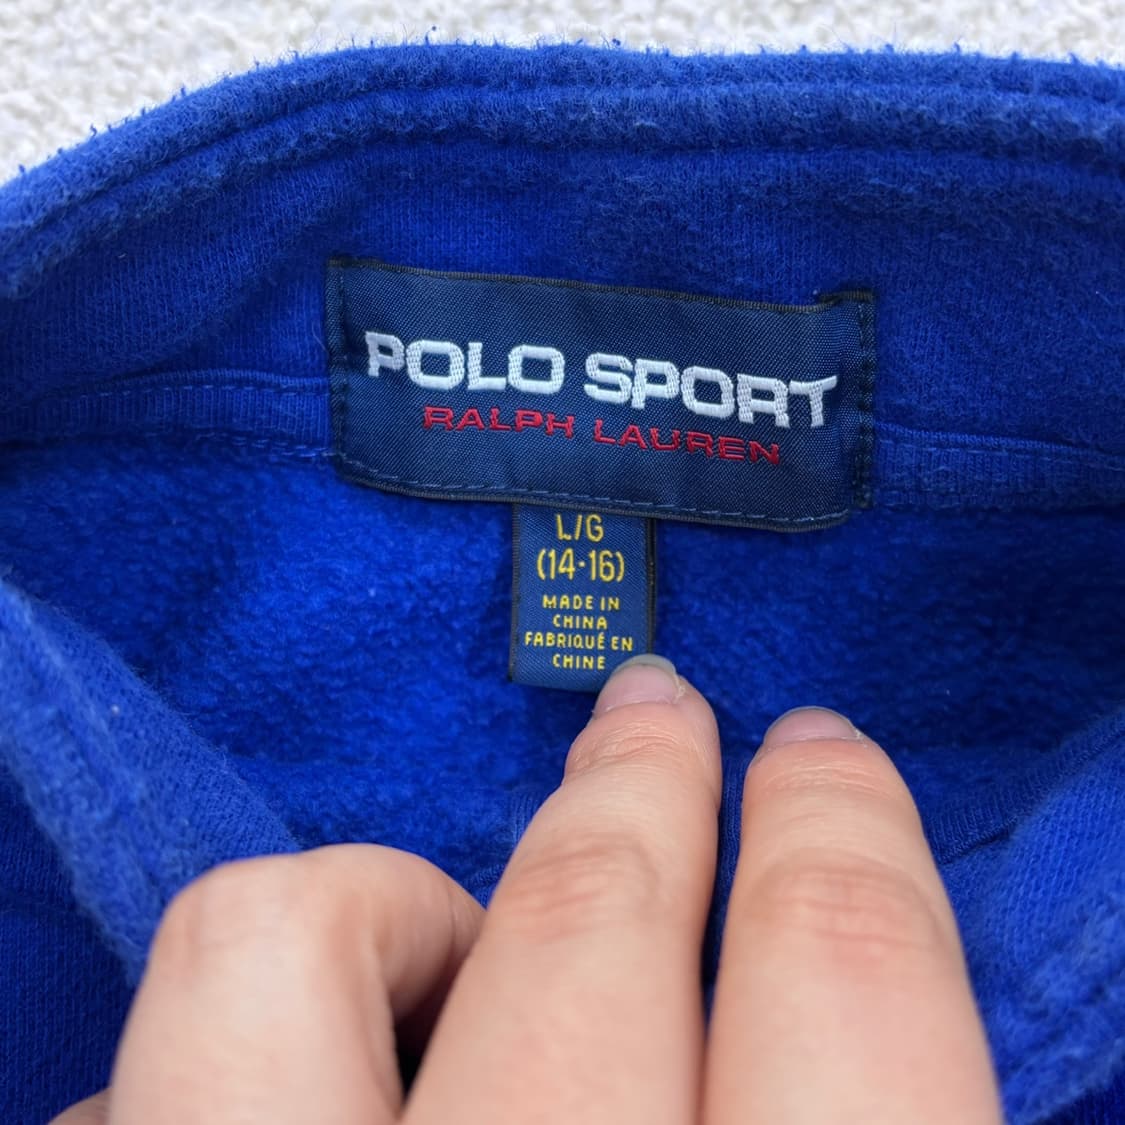 POLO SPORT
RALPH LAUREN
L/G
(14-16)
MADE IN
CHINA
FABRIQUÉ EN
CHINE